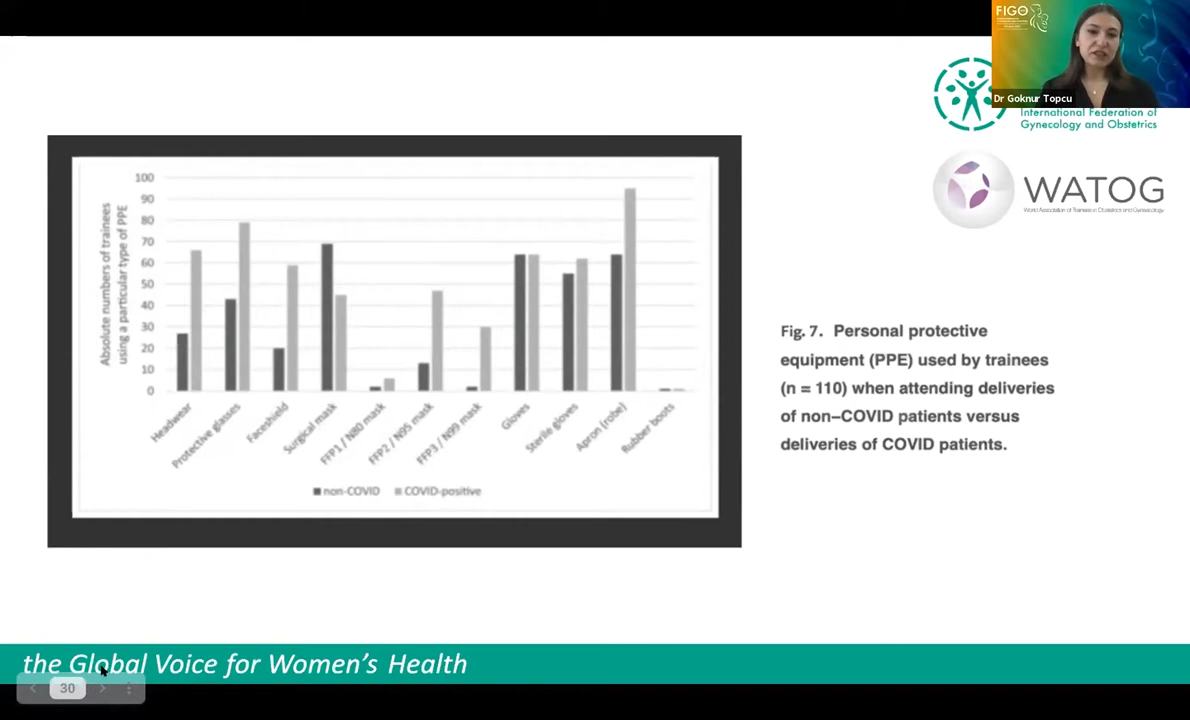 FIGO
Dr Goknur Topcu
International Federation of
Gynecology and Obstetrics
WATOG
World Association of Trainees in Obstetrics and Gynecology
Absolute numbers of trainees
using a particular type of PPE
100
90
80
70
60
50
40
30
20
10
0
Headwear
Protective glasses
Faceshield
Surgical mask
FFP1 / N80 mask
FFP2 / N95 mask
FFP3 / N99 mask
Gloves
Sterile gloves
Apron (robe)
Rubber boots
non-COVID
COVID-positive
Fig. 7. Personal protective
equipment (PPE) used by trainees
(n = 110) when attending deliveries
of non–COVID patients versus
deliveries of COVID patients.
the Global Voice for Women's Health
30